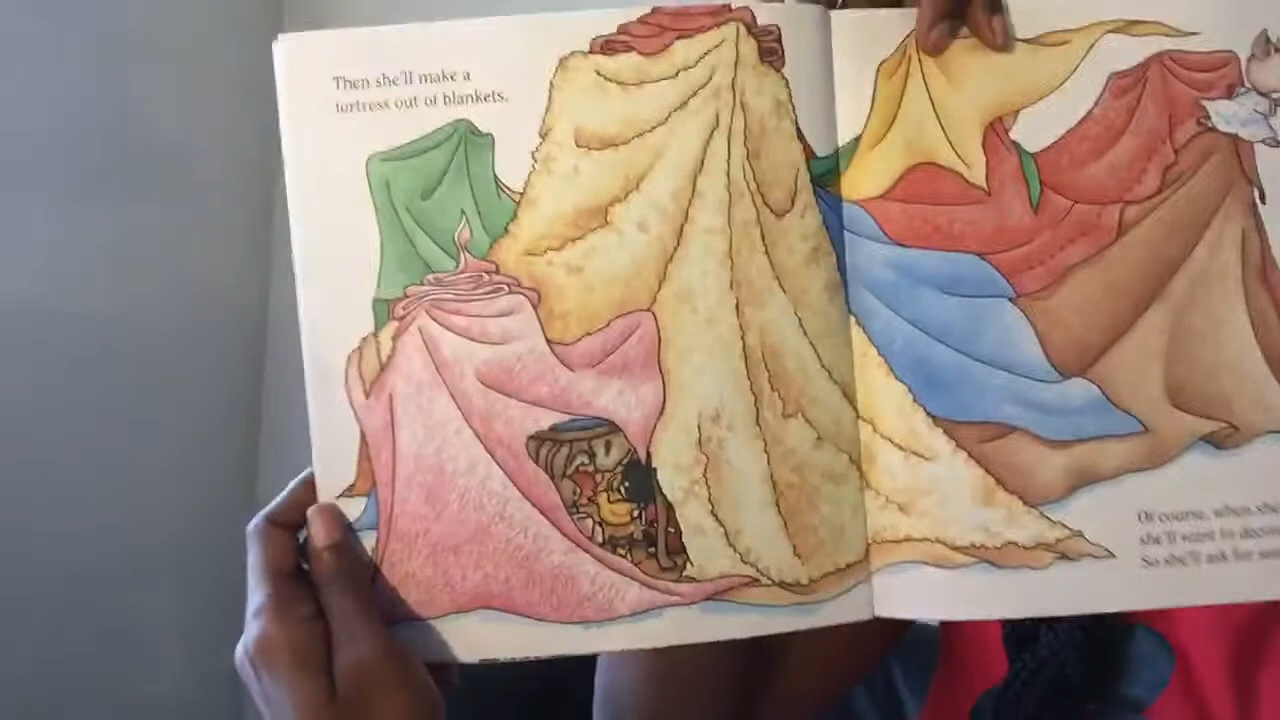 Then she'll make a
fortress out of blankets.
Of course, when she
she'll want to
So she'll ask for